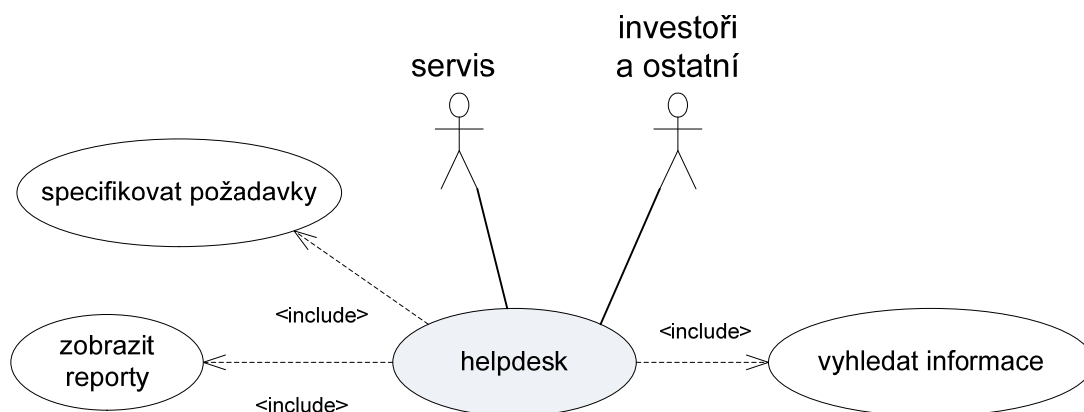 investoři
a ostatní
servis
specifikovat požadavky
<include>
<include>
zobrazit
reporty
helpdesk
vyhledat informace
<include>